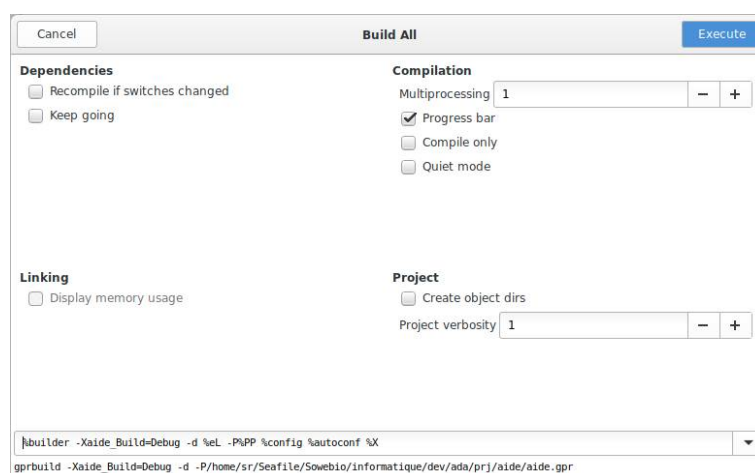 Cancel
Build All
Execute
Dependencies
Recompile if switches changed
Keep going
Compilation
Multiprocessing 1
Progress bar
Compile only
Quiet mode
Linking
Display memory usage
Project
Create object dirs
Project verbosity 1
%builder -Xaide_Build=Debug -d %eL -P%PP %config %autoconf %X
gprbuild -Xaide_Build=Debug -d -P/home/sr/Seafile/Sowebio/informatique/dev/ada/prj/aide/aide.gpr